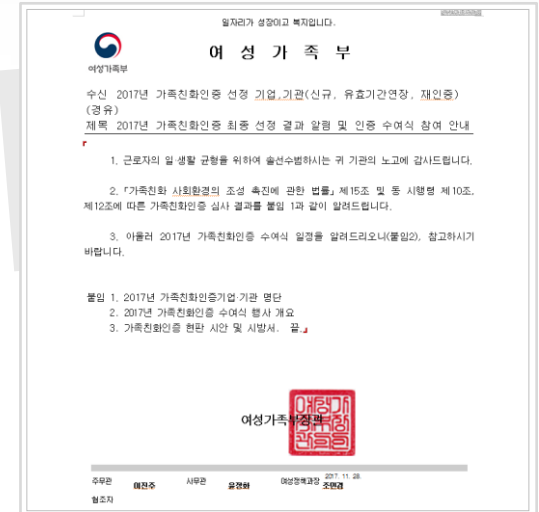 일자리가 성장이고 복지입니다.
여성가족부
여 성 가 족 부
수신 2017년 가족친화인증 선정 기업,기관(신규, 유효기간연장, 재인증)
(경유)
제목 2017년 가족친화인증 최종 선정 결과 알림 및 인증 수여식 참여 안내
1. 근로자의 일·생활 균형을 위하여 솔선수범하시는 귀 기관의 노고에 감사드립니다.
2. 「가족친화 사회환경의 조성 촉진에 관한 법률」 제15조 및 동 시행령 제10조,
제12조에 따른 가족친화인증 심사 결과를 붙임 1과 같이 알려드립니다.
3. 아울러 2017년 가족친화인증 수여식 일정을 알려드리오니(붙임2), 참고하시기
바랍니다.
붙임 1. 2017년 가족친화인증기업·기관 명단
2. 2017년 가족친화인증 수여식 행사 개요
3. 가족친화인증 현판 시안 및 시방서. 끝.
여성가족부장관
주무관 이진주 사무관 윤정화 여성정책과장 2017. 11. 28. 조민경
협조자